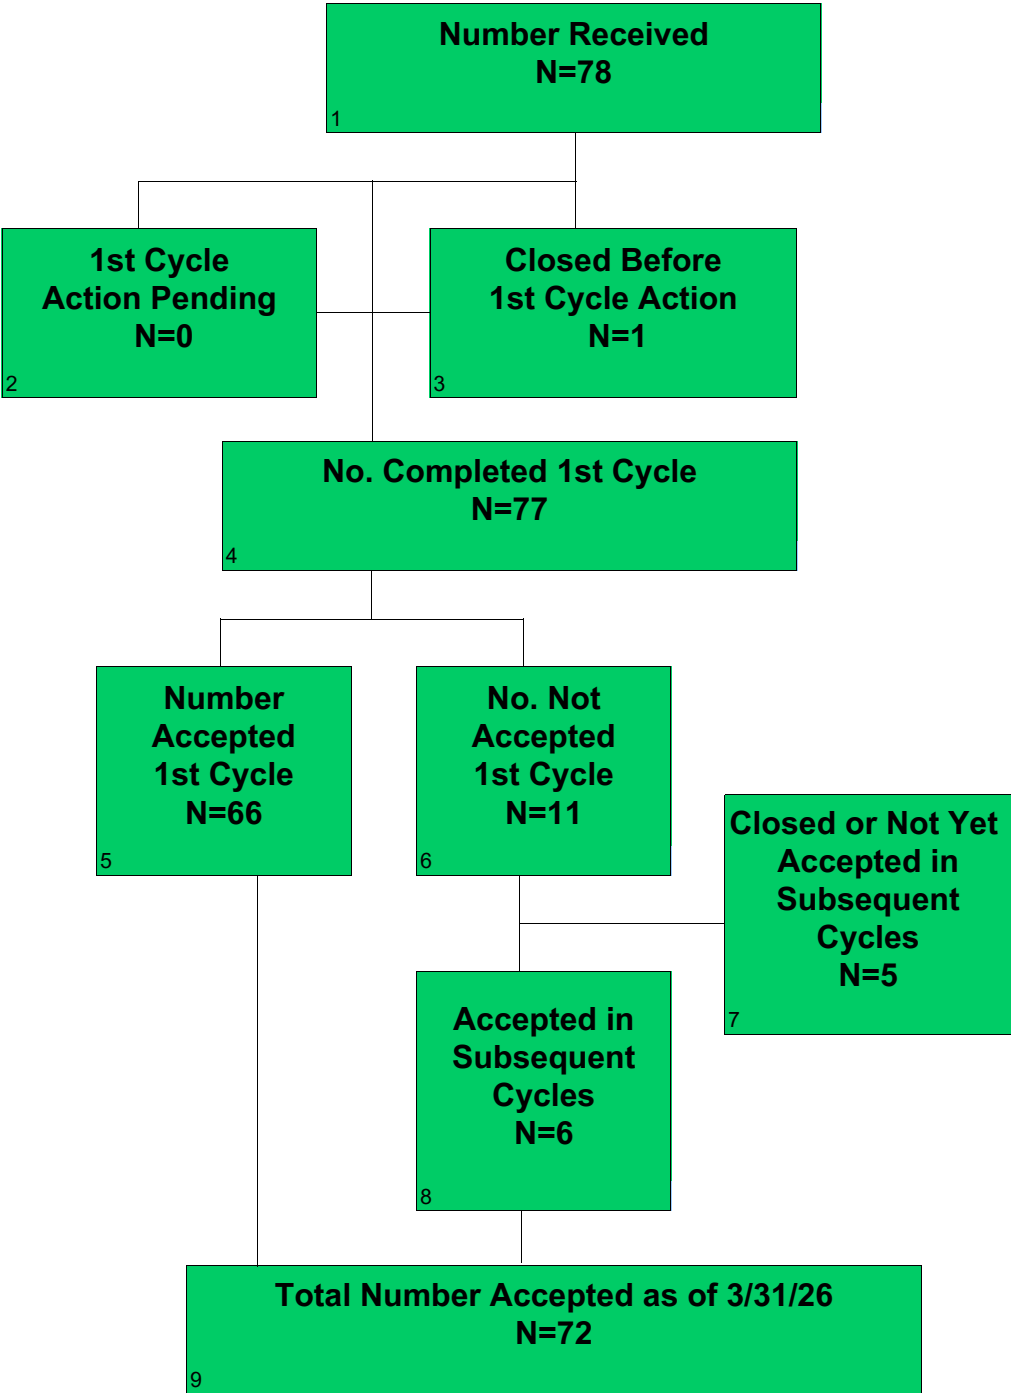 Number Received
N=78
1
1st Cycle
Action Pending
N=0
2
Closed Before
1st Cycle Action
N=1
3
No. Completed 1st Cycle
N=77
4
Number
Accepted
1st Cycle
N=66
5
No. Not
Accepted
1st Cycle
N=11
6
Closed or Not Yet
Accepted in
Subsequent
Cycles
N=5
7
Accepted in
Subsequent
Cycles
N=6
8
Total Number Accepted as of 3/31/26
N=72
9